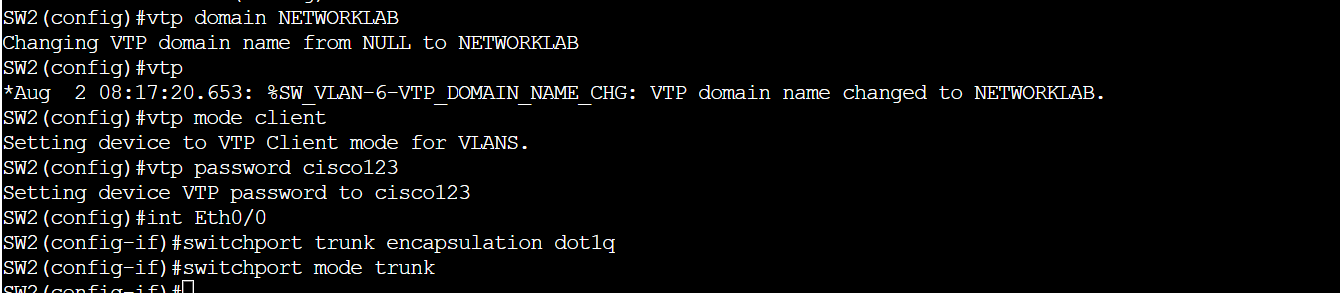 SW2(config)#vtp domain NETWORKLAB
Changing VTP domain name from NULL to NETWORKLAB
SW2(config)#vtp
*Aug  2 08:17:20.653: %SW_VLAN-6-VTP_DOMAIN_NAME_CHG: VTP domain name changed to NETWORKLAB.
SW2(config)#vtp mode client
Setting device to VTP Client mode for VLANS.
SW2(config)#vtp password cisco123
Setting device VTP password to cisco123
SW2(config)#int Eth0/0
SW2(config-if)#switchport trunk encapsulation dot1q
SW2(config-if)#switchport mode trunk
SW2(config-if)#